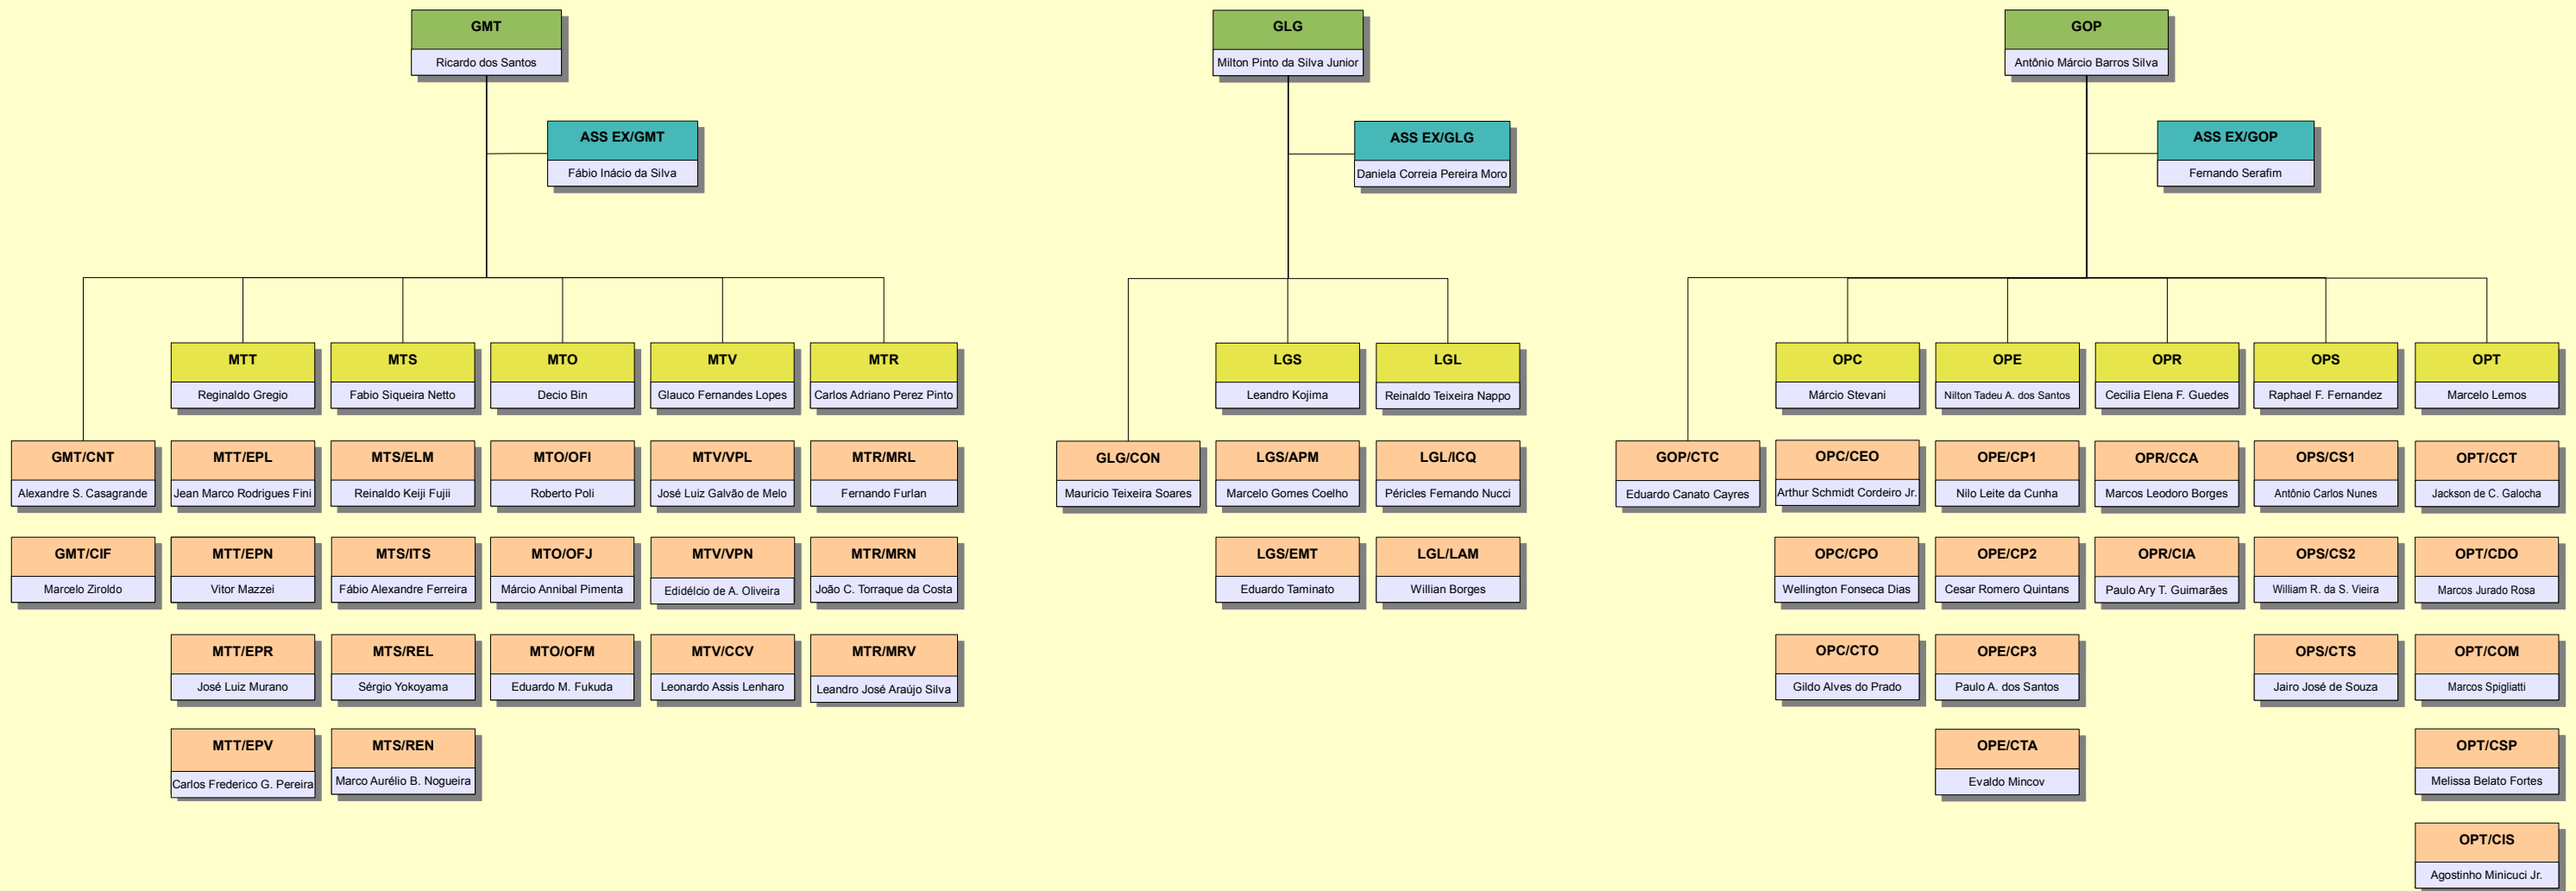 GMT
Ricardo dos Santos
ASS EX/GMT
Fábio Inácio da Silva
MTT
Reginaldo Gregio
MTS
Fabio Siqueira Netto
MTO
Decio Bin
MTV
Glauco Fernandes Lopes
MTR
Carlos Adriano Perez Pinto
GMT/CNT
Alexandre S. Casagrande
MTT/EPL
Jean Marco Rodrigues Fini
MTS/ELM
Reinaldo Keiji Fujii
MTO/OFI
Roberto Poli
MTV/VPL
José Luiz Galvão de Melo
MTR/MRL
Fernando Furlan
GMT/CIF
Marcelo Ziroldo
MTT/EPN
Vitor Mazzei
MTS/ITS
Fábio Alexandre Ferreira
MTO/OFJ
Márcio Annibal Pimenta
MTV/VPN
Edidélcio de A. Oliveira
MTR/MRN
João C. Torraque da Costa
MTT/EPR
José Luiz Murano
MTS/REL
Sérgio Yokoyama
MTO/OFM
Eduardo M. Fukuda
MTV/CCV
Leonardo Assis Lenharo
MTR/MRV
Leandro José Araújo Silva
MTT/EPV
Carlos Frederico G. Pereira
MTS/REN
Marco Aurélio B. Nogueira
GLG
Milton Pinto da Silva Junior
ASS EX/GLG
Daniela Correia Pereira Moro
LGS
Leandro Kojima
LGL
Reinaldo Teixeira Nappo
GLG/CON
Mauricio Teixeira Soares
LGS/APM
Marcelo Gomes Coelho
LGL/ICQ
Péricles Fernando Nucci
LGS/EMT
Eduardo Taminato
LGL/LAM
Willian Borges
GOP
Antônio Márcio Barros Silva
ASS EX/GOP
Fernando Serafim
OPC
Márcio Stevani
OPE
Nilton Tadeu A. dos Santos
OPR
Cecilia Elena F. Guedes
OPS
Raphael F. Fernandez
OPT
Marcelo Lemos
GOP/CTC
Eduardo Canato Cayres
OPC/CEO
Arthur Schmidt Cordeiro Jr.
OPE/CP1
Nilo Leite da Cunha
OPR/CCA
Marcos Leodoro Borges
OPS/CS1
Antônio Carlos Nunes
OPT/CCT
Jackson de C. Galocha
OPC/CPO
Wellington Fonseca Dias
OPE/CP2
Cesar Romero Quintans
OPR/CIA
Paulo Ary T. Guimarães
OPS/CS2
William R. da S. Vieira
OPT/CDO
Marcos Jurado Rosa
OPC/CTO
Gildo Alves do Prado
OPE/CP3
Paulo A. dos Santos
OPS/CTS
Jairo José de Souza
OPT/COM
Marcos Spigliatti
OPE/CTA
Evaldo Mincov
OPT/CSP
Melissa Belato Fortes
OPT/CIS
Agostinho Minicuci Jr.